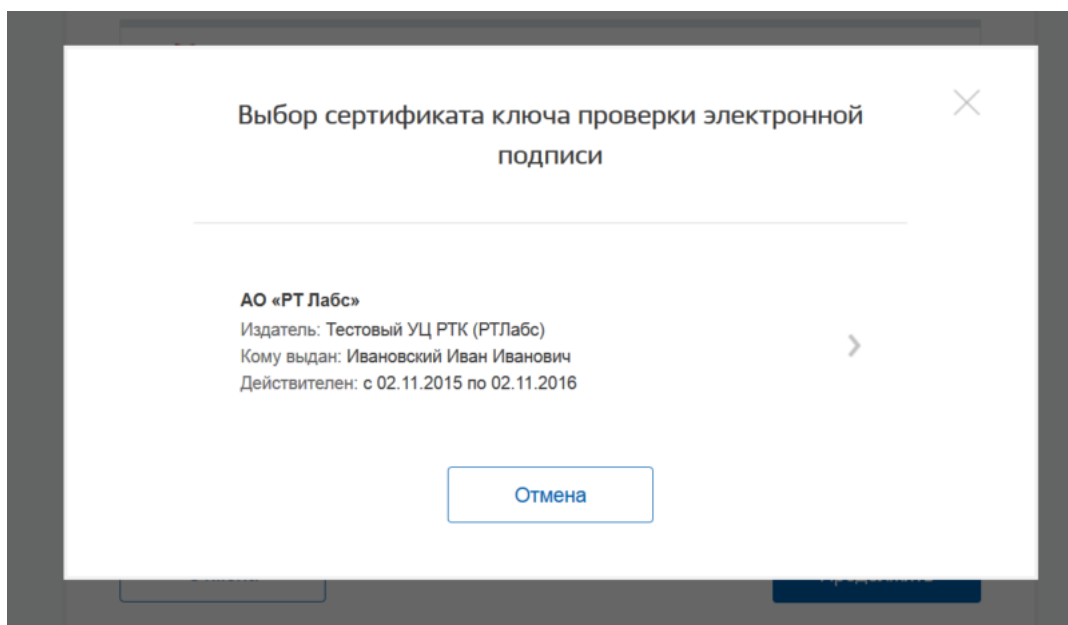 Выбор сертификата ключа проверки электронной
подписи
АО «РТ Лабс»
Издатель: Тестовый УЦ РТК (РТЛабс)
Кому выдан: Ивановский Иван Иванович
Действителен: с 02.11.2015 по 02.11.2016
Отмена